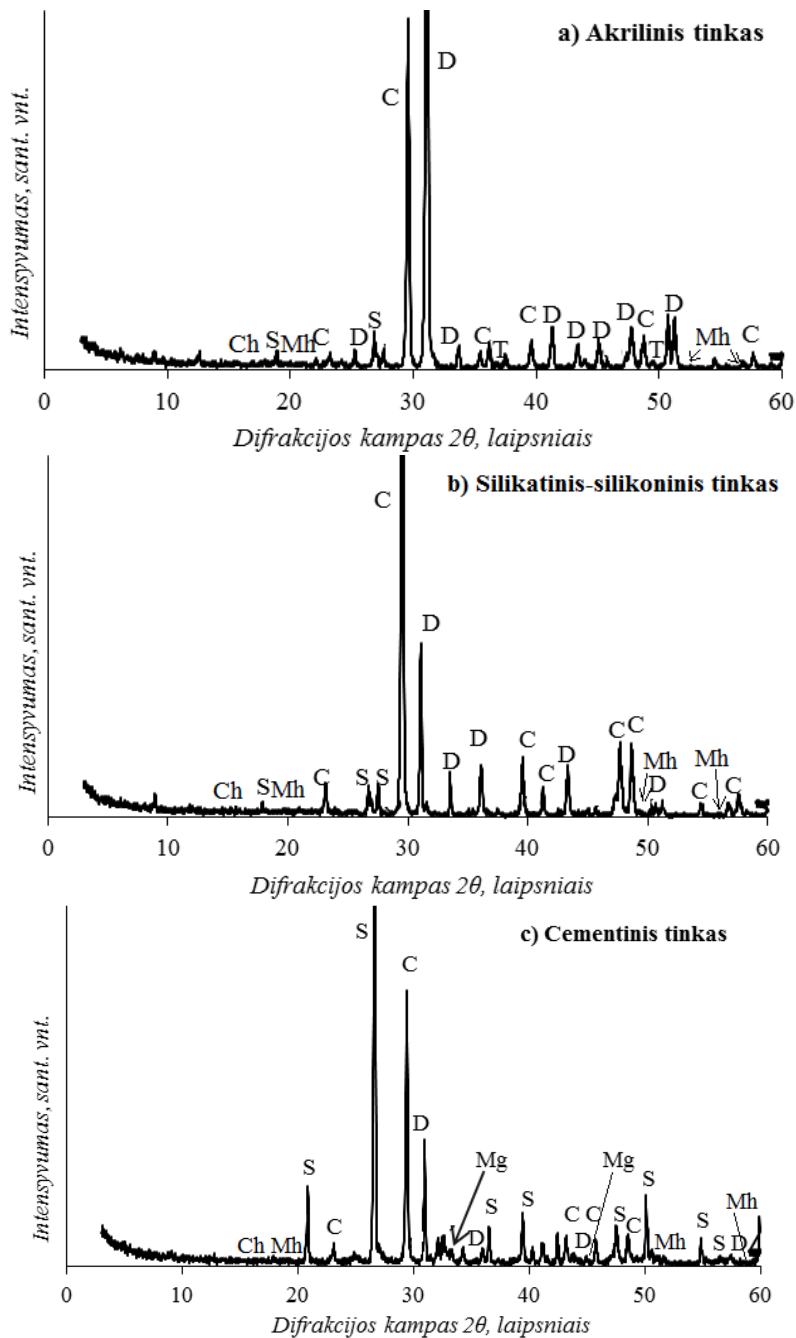 a) Akrilinis tinkas
Intensyvumas, sant. vnt.
C D
Ch S Mh C D S D C T C D D D D C T D Mh C
0 10 20 30 40 50 60
Difrakcijos kampas 2θ, laipsniais
b) Silikatinis-silikoninis tinkas
Intensyvumas, sant. vnt.
C D
Ch S Mh C S S D D C C D C C Mh D Mh C C
0 10 20 30 40 50 60
Difrakcijos kampas 2θ, laipsniais
c) Cementinis tinkas
Intensyvumas, sant. vnt.
S C D
Mg Mg
Ch Mh S C D S S C C D S C S Mh S S D Mh
0 10 20 30 40 50 60
Difrakcijos kampas 2θ, laipsniais